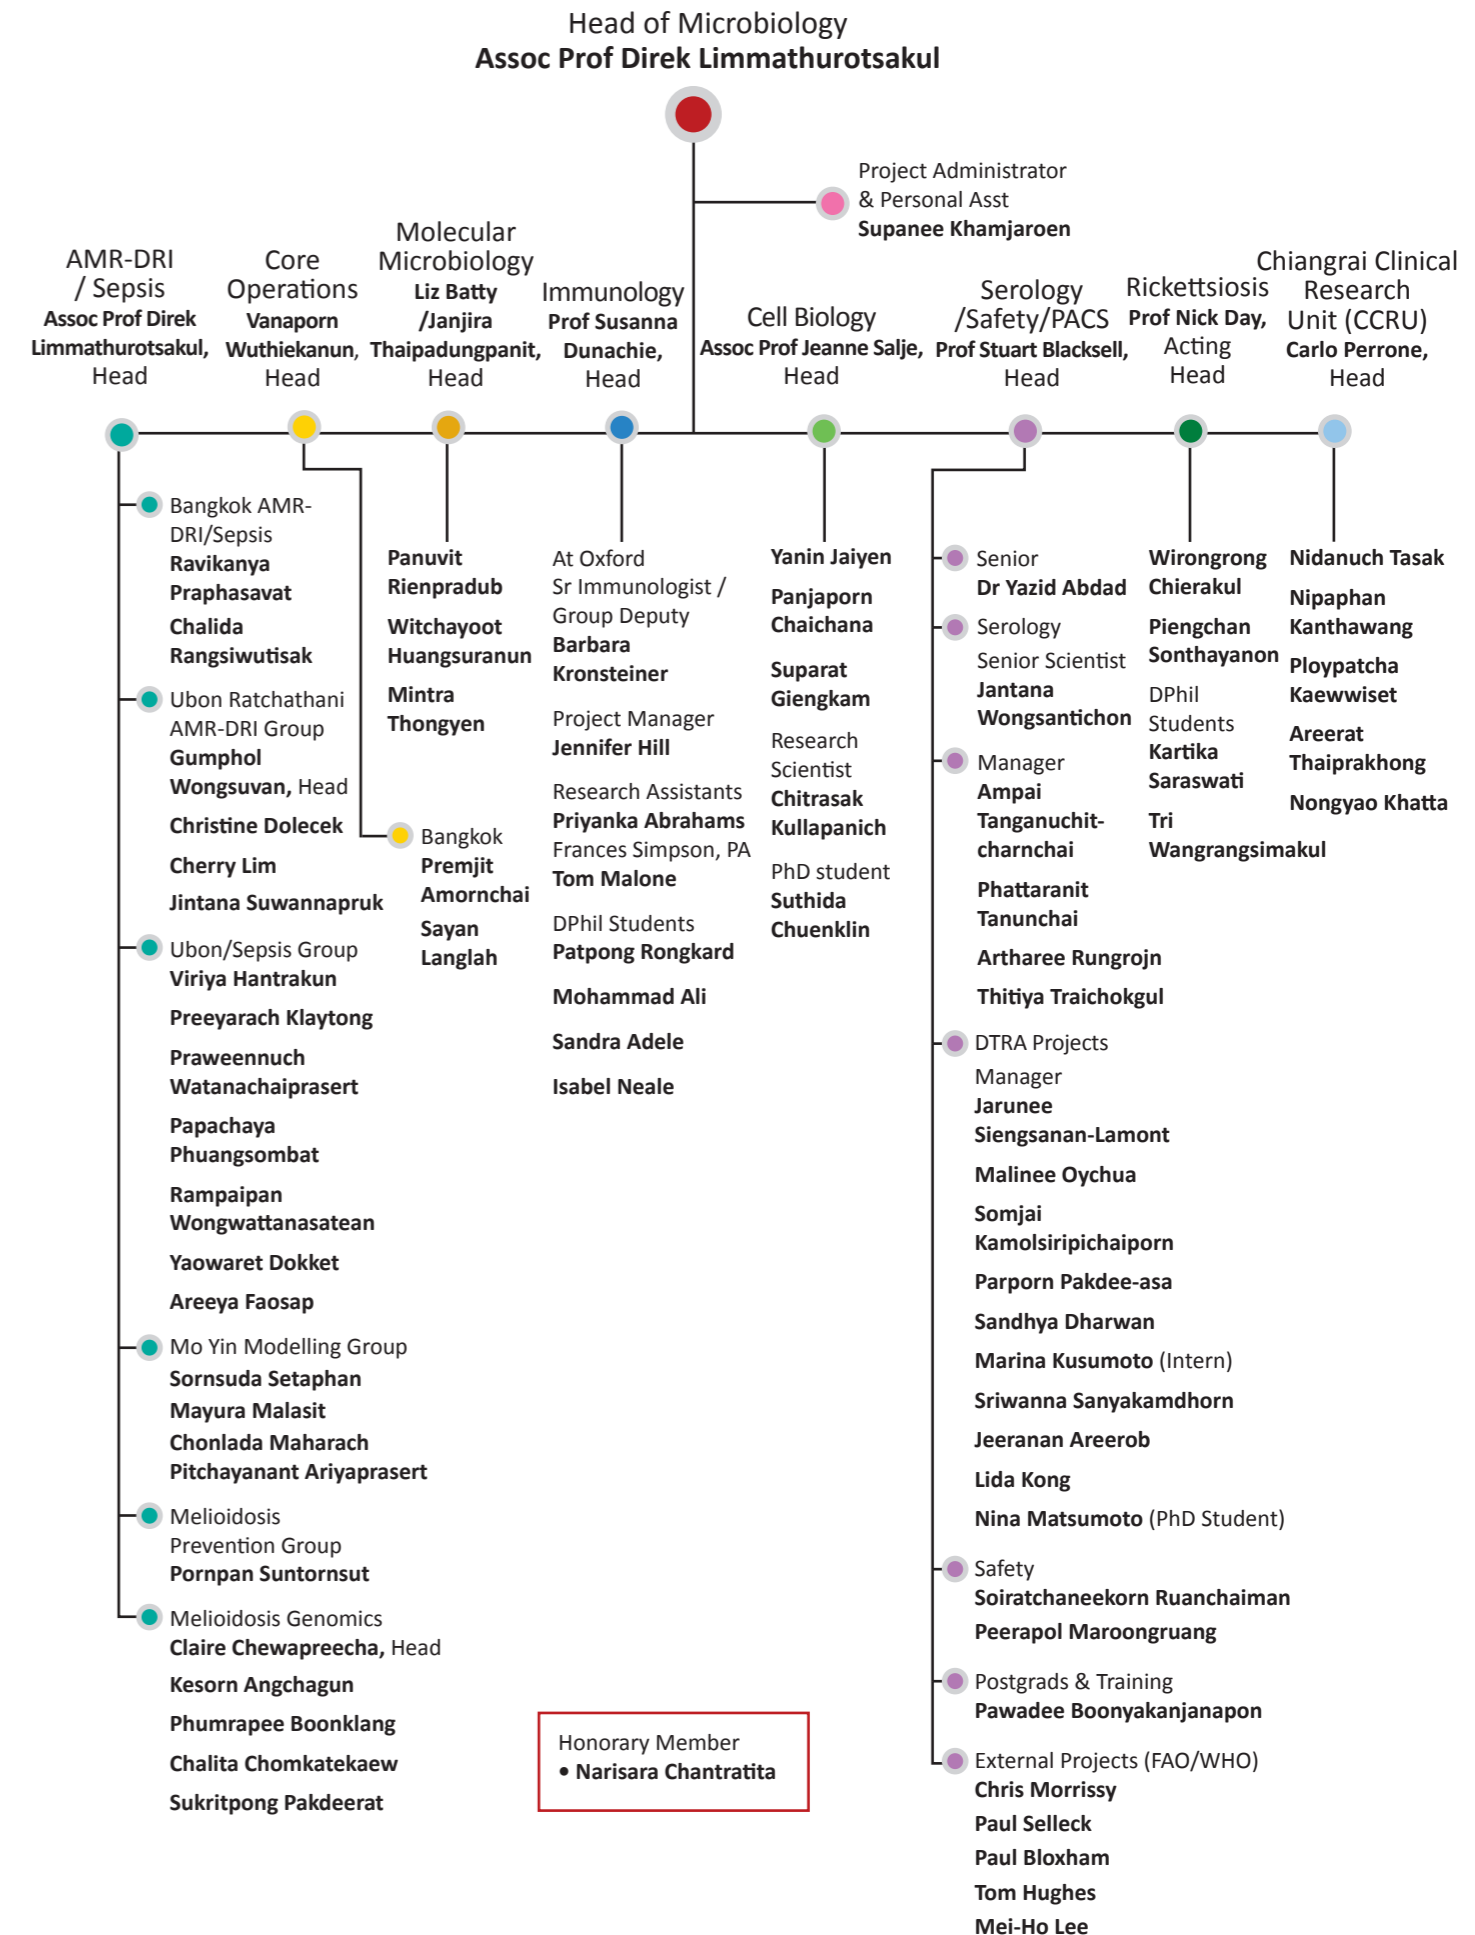 Head of Microbiology
Assoc Prof Direk Limmathurotsakul
Project Administrator
& Personal Asst
Supanee Khamjaroen
AMR-DRI
/ Sepsis
Assoc Prof Direk
Limmathurotsakul,
Head
Core
Operations
Vanaporn
Wuthiekanun,
Head
Molecular
Microbiology
Liz Batty
/Janjira
Thaipadungpanit,
Head
Immunology
Prof Susanna
Dunachie,
Head
Cell Biology
Assoc Prof Jeanne Salje,
Head
Serology
/Safety/PACS
Prof Stuart Blacksell,
Head
Rickettsiosis
Prof Nick Day,
Acting
Head
Chiangrai Clinical
Research
Unit (CCRU)
Carlo Perrone,
Head
Bangkok AMR-
DRI/Sepsis
Ravikanya
Praphasavat
Chalida
Rangsiwutisak
Ubon Ratchathani
AMR-DRI Group
Gumphol
Wongsuvan, Head
Christine Dolecek
Cherry Lim
Jintana Suwannapruk
Ubon/Sepsis Group
Viriya Hantrakun
Preeyarach Klaytong
Praweennuch
Watanachaiprasert
Papachaya
Phuangsombat
Rampaipan
Wongwattanasatean
Yaowaret Dokket
Areeya Faosap
Mo Yin Modelling Group
Sornsuda Setaphan
Mayura Malasit
Chonlada Maharach
Pitchayanant Ariyaprasert
Melioidosis
Prevention Group
Pornpan Suntornsut
Melioidosis Genomics
Claire Chewapreecha, Head
Kesorn Angchagun
Phumrapee Boonklang
Chalita Chomkatekaew
Sukritpong Pakdeerat
Bangkok
Premjit
Amornchai
Sayan
Langlah
Panuvit
Rienpradub
Witchayoot
Huangsuranun
Mintra
Thongyen
At Oxford
Sr Immunologist /
Group Deputy
Barbara
Kronsteiner
Project Manager
Jennifer Hill
Research Assistants
Priyanka Abrahams
Frances Simpson, PA
Tom Malone
DPhil Students
Patpong Rongkard
Mohammad Ali
Sandra Adele
Isabel Neale
Yanin Jaiyen
Panjaporn
Chaichana
Suparat
Giengkam
Research
Scientist
Chitrasak
Kullapanich
PhD student
Suthida
Chuenklin
Senior
Dr Yazid Abdad
Serology
Senior Scientist
Jantana
Wongsantichon
Manager
Ampai
Tanganuchit-
charnchai
Phattaranit
Tanunchai
Artharee Rungrojn
Thitiya Traichokgul
DTRA Projects
Manager
Jarunee
Siengsanan-Lamont
Malinee Oychua
Somjai
Kamolsiripichaiporn
Parporn Pakdee-asa
Sandhya Dharwan
Marina Kusumoto (Intern)
Sriwanna Sanyakamdhorn
Jeeranan Areerob
Lida Kong
Nina Matsumoto (PhD Student)
Safety
Soiratchaneekorn Ruanchaiman
Peerapol Maroongruang
Postgrads & Training
Pawadee Boonyakanjanapon
External Projects (FAO/WHO)
Chris Morrissy
Paul Selleck
Paul Bloxham
Tom Hughes
Mei-Ho Lee
Wirongrong
Chierakul
Piengchan
Sonthayanon
DPhil
Students
Kartika
Saraswati
Tri
Wangrangsimakul
Nidanuch Tasak
Nipaphan
Kanthawang
Ploypatcha
Kaewwiset
Areerat
Thaiprakhong
Nongyao Khatta
Honorary Member
• Narisara Chantratita